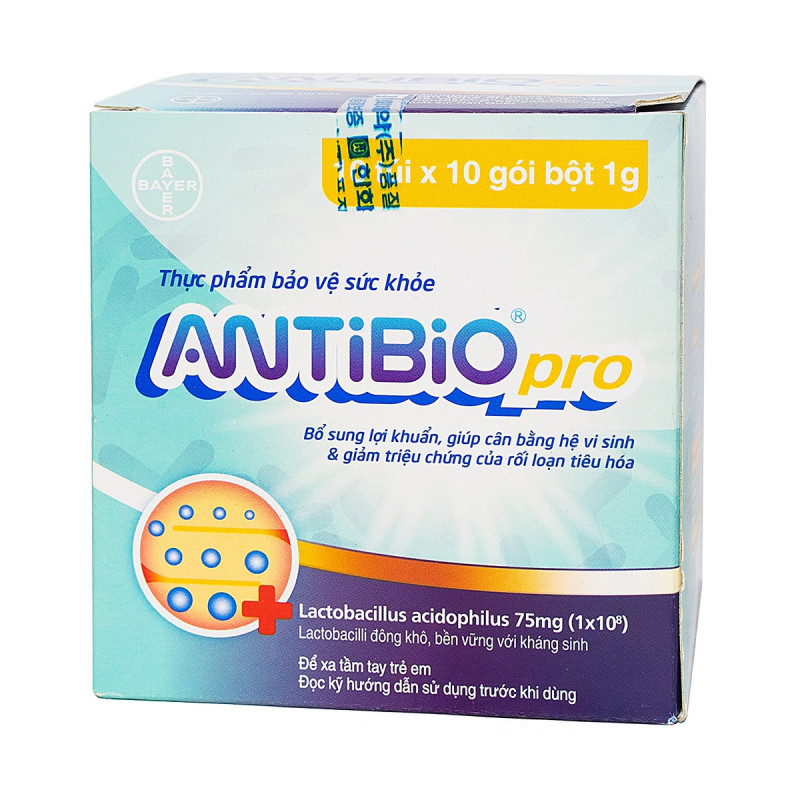 ANTIBIO
BAYER
BAYER
x 10 gói bột 1g
Thực phẩm bảo vệ sức khỏe
ANTiBiO® pro
Bổ sung lợi khuẩn, giúp cân bằng hệ vi sinh
& giảm triệu chứng của rối loạn tiêu hóa
Lactobacillus acidophilus 75mg (1x10⁸)
Lactobacilli đông khô, bền vững với kháng sinh
Để xa tầm tay trẻ em
Đọc kỹ hướng dẫn sử dụng trước khi dùng